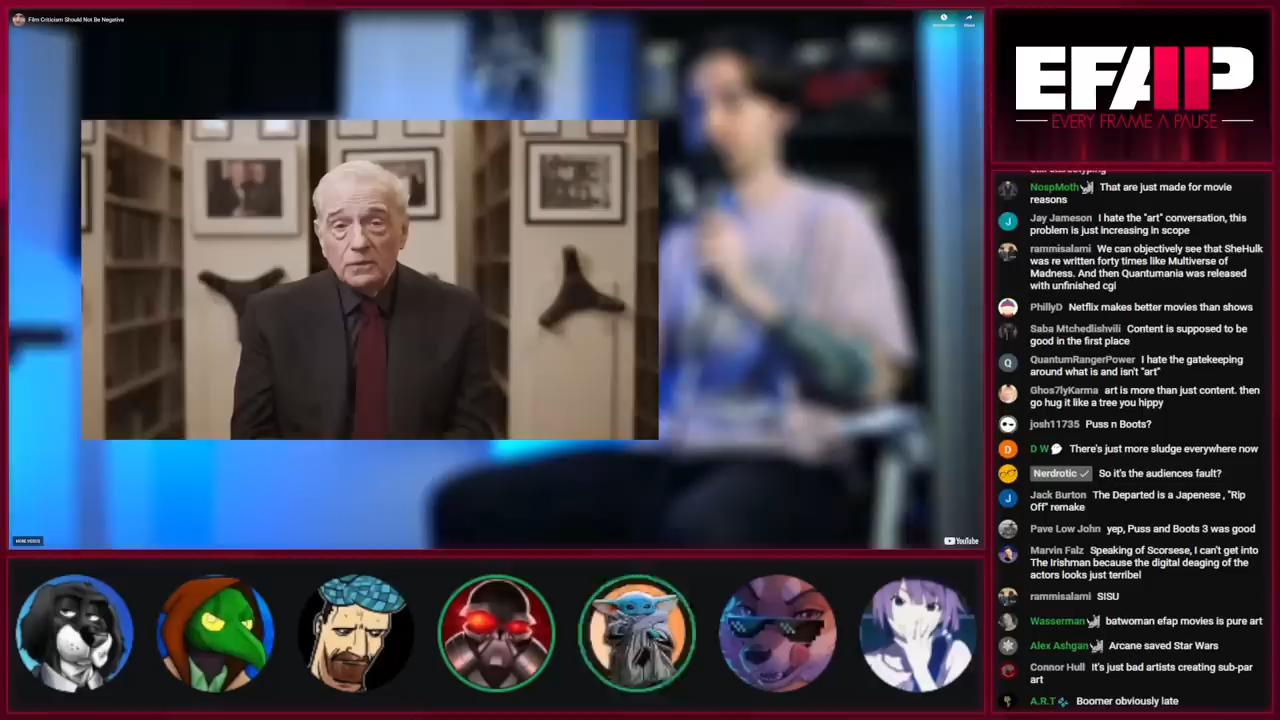 Film Criticism Should Not Be Negative
Share
MORE VIDEOS
YouTube
EFAP
EVERY FRAME A PAUSE
NospMoth That are just made for movie
reasons
Jay Jameson I hate the "art" conversation, this
problem is just increasing in scope
rammisalami We can objectively see that SheHulk
was re written forty times like Multiverse of
Madness. And then Quantumania was released
with unfinished cgi
PhillyD Netflix makes better movies than shows
Saba Mtchedlishvili Content is supposed to be
good in the first place
QuantumRangerPower I hate the gatekeeping
around what is and isn't "art"
Ghos7lyKarma art is more than just content. then
go hug it like a tree you hippy
josh11735 Puss n Boots?
D W There's just more sludge everywhere now
Nerdrotic So it's the audiences fault?
Jack Burton The Departed is a Japenese , "Rip
Off" remake
Pave Low John yep, Puss and Boots 3 was good
Marvin Falz Speaking of Scorsese, I can't get into
The Irishman because the digital deaging of the
actors looks just terribel
rammisalami SISU
Wasserman batwoman efap movies is pure art
Alex Ashgan Arcane saved Star Wars
Connor Hull It's just bad artists creating sub-par
art
A.R.T Boomer obviously late